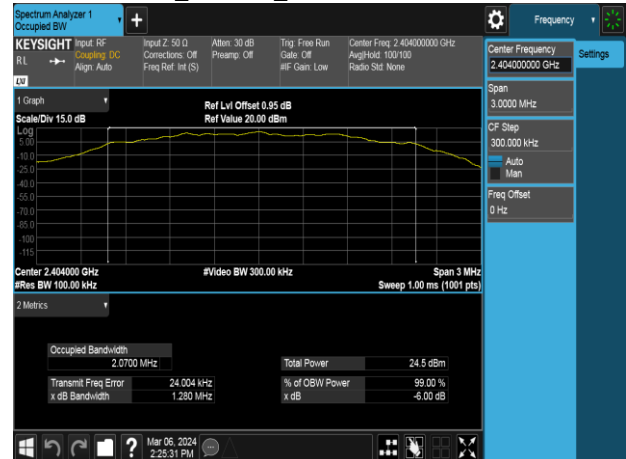 Spectrum Analyzer 1
Occupied BW
Frequency
KEYSIGHT
RL
LXI
Input: RF
Coupling: DC
Align: Auto
Input Z: 50 Ω
Corrections: Off
Freq Ref: Int (S)
Atten: 30 dB
Preamp: Off
Trig: Free Run
Gate: Off
#IF Gain: Low
Center Freq: 2.404000000 GHz
Avg|Hold: 100/100
Radio Std: None
Center Frequency
2.404000000 GHz
Settings
Span
3.0000 MHz
CF Step
300.000 kHz
Auto
Man
Freq Offset
0 Hz
1 Graph
Scale/Div 15.0 dB
Ref Lvl Offset 0.95 dB
Ref Value 20.00 dBm
Log
5.00
-10.0
-25.0
-40.0
-55.0
-70.0
-85.0
-100
-115
Center 2.404000 GHz
#Video BW 300.00 kHz
Span 3 MHz
#Res BW 100.00 kHz
Sweep 1.00 ms (1001 pts)
2 Metrics
Occupied Bandwidth
2.0700 MHz
Total Power 24.5 dBm
Transmit Freq Error 24.004 kHz
% of OBW Power 99.00 %
x dB Bandwidth 1.280 MHz
x dB -6.00 dB
Mar 06, 2024
2:25:31 PM